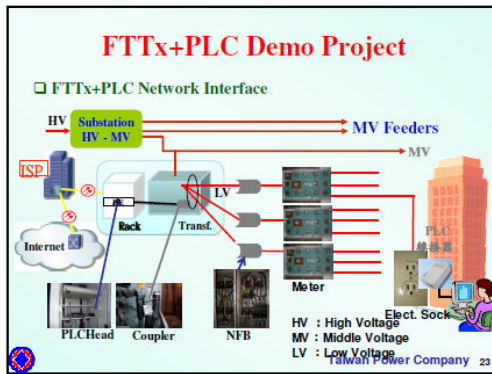 FTTx+PLC Demo Project
❑ FTTx+PLC Network Interface
HV
Substation
HV - MV
MV Feeders
MV
ISP
LV
Rack
Transf.
Internet
PLC
Meter
Elect. Sock
PLCHead
Coupler
NFB
HV : High Voltage
MV : Middle Voltage
LV : Low Voltage
Taiwan Power Company
23